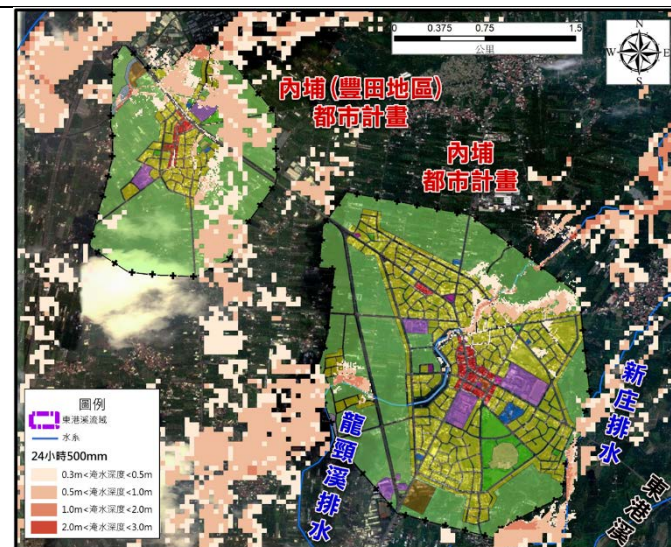 0
0.375
0.75
1.5
公里
N
W
E
S
內埔(豐田地區)
都市計畫
內埔
都市計畫
新庄排水
龍頸溪排水
東港溪
圖例
東港溪流域
水系
24小時500mm
0.3m<淹水深度<0.5m
0.5m<淹水深度<1.0m
1.0m<淹水深度<2.0m
2.0m<淹水深度<3.0m